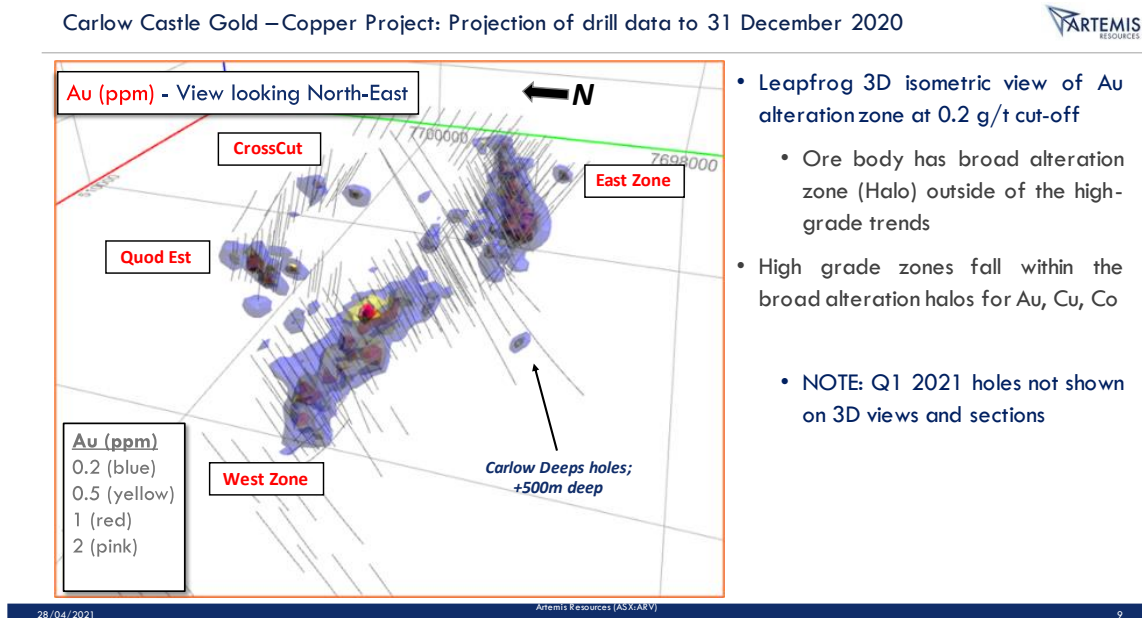 Carlow Castle Gold – Copper Project: Projection of drill data to 31 December 2020
ARTEMIS
RESOURCES
Au (ppm) - View looking North-East
N
CrossCut
7700000
7698000
East Zone
Quod Est
West Zone
Carlow Deeps holes;
+500m deep
Au (ppm)
0.2 (blue)
0.5 (yellow)
1 (red)
2 (pink)
• Leapfrog 3D isometric view of Au
alteration zone at 0.2 g/t cut-off
• Ore body has broad alteration
zone (Halo) outside of the high-
grade trends
• High grade zones fall within the
broad alteration halos for Au, Cu, Co
• NOTE: Q1 2021 holes not shown
on 3D views and sections
28/04/2021
Artemis Resources (ASX:ARV)
9